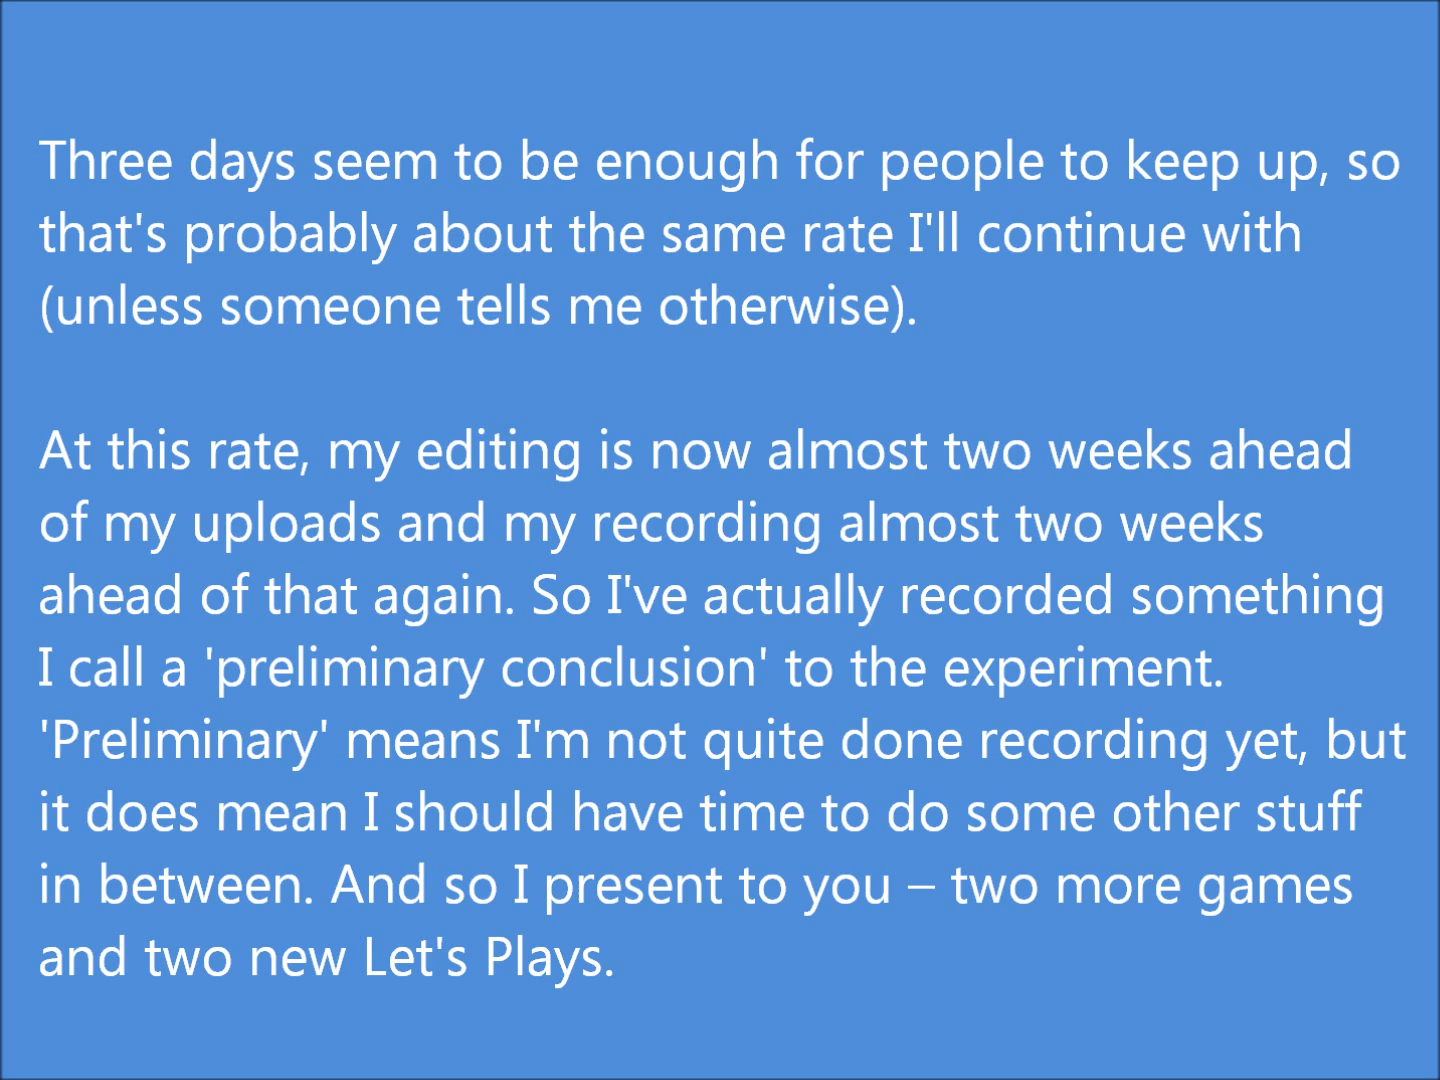 Three days seem to be enough for people to keep up, so
that's probably about the same rate I'll continue with
(unless someone tells me otherwise).
At this rate, my editing is now almost two weeks ahead
of my uploads and my recording almost two weeks
ahead of that again. So I've actually recorded something
I call a 'preliminary conclusion' to the experiment.
'Preliminary' means I'm not quite done recording yet, but
it does mean I should have time to do some other stuff
in between. And so I present to you – two more games
and two new Let's Plays.